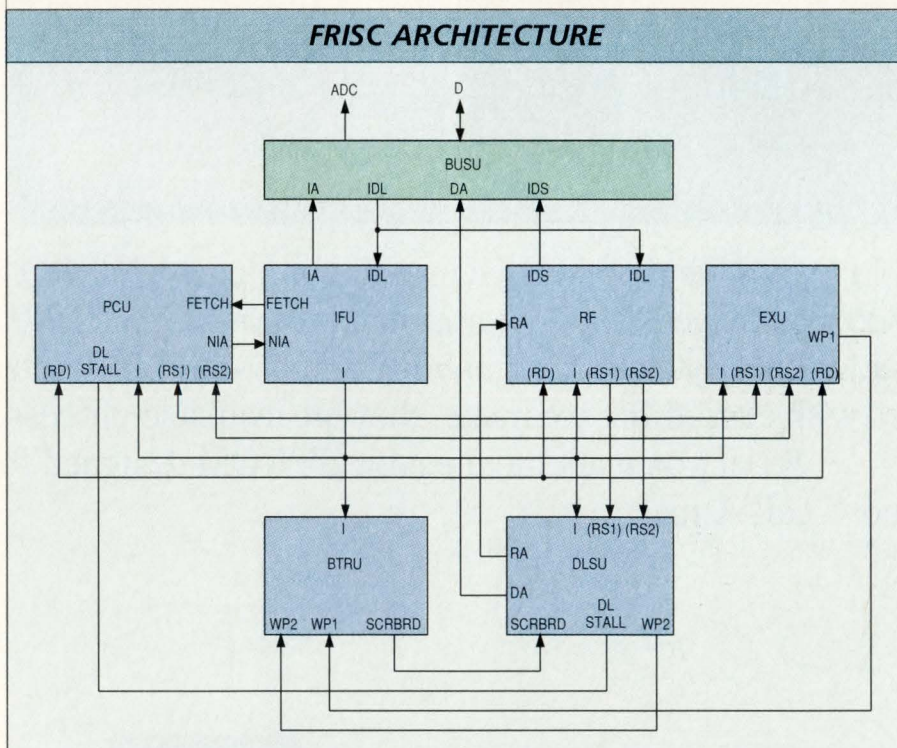 FRISC ARCHITECTURE
ADC D
BUSU
IA IDL DA IDS
IA IDL IDS IDL
PCU FETCH FETCH IFU RA RF EXU
NIA NIA WP1
DL
STALL
(RD) I (RS1) (RS2) (RD) I (RS1) (RS2) I (RS1) (RS2) (RD)
I I (RS1) (RS2)
BTRU RA DLSU
DA
DL
STALL
WP2 WP1 SCRBRD SCRBRD WP2